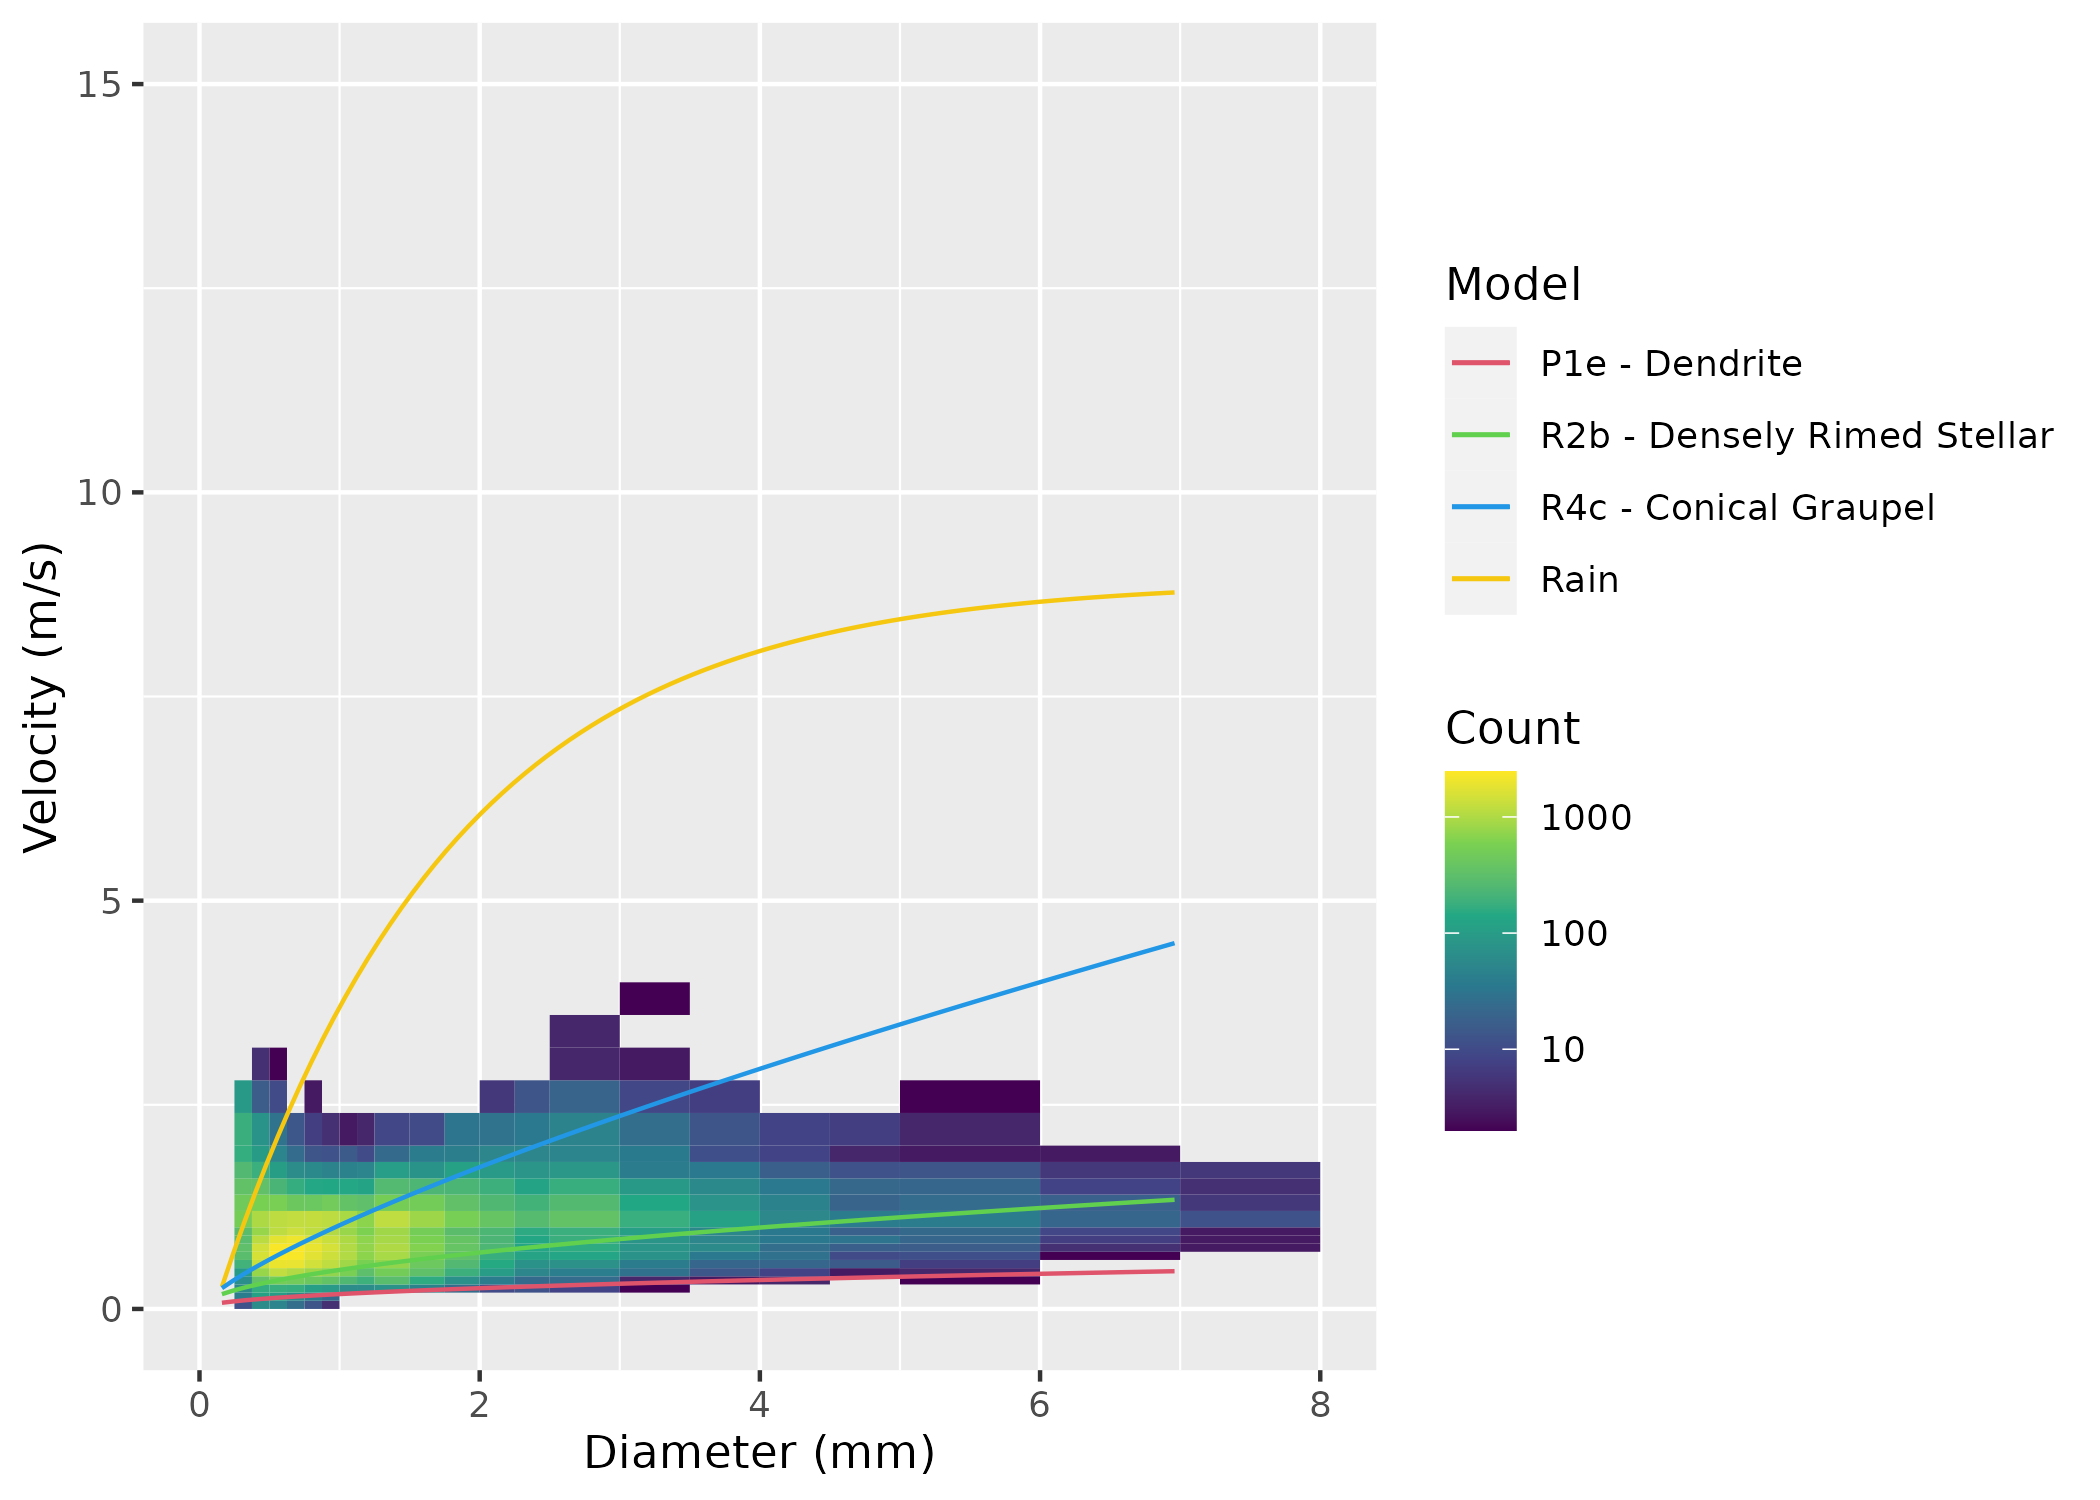 15
10
5
0
Velocity (m/s)
0 2 4 6 8
Diameter (mm)
Model
P1e - Dendrite
R2b - Densely Rimed Stellar
R4c - Conical Graupel
Rain
Count
1000
100
10